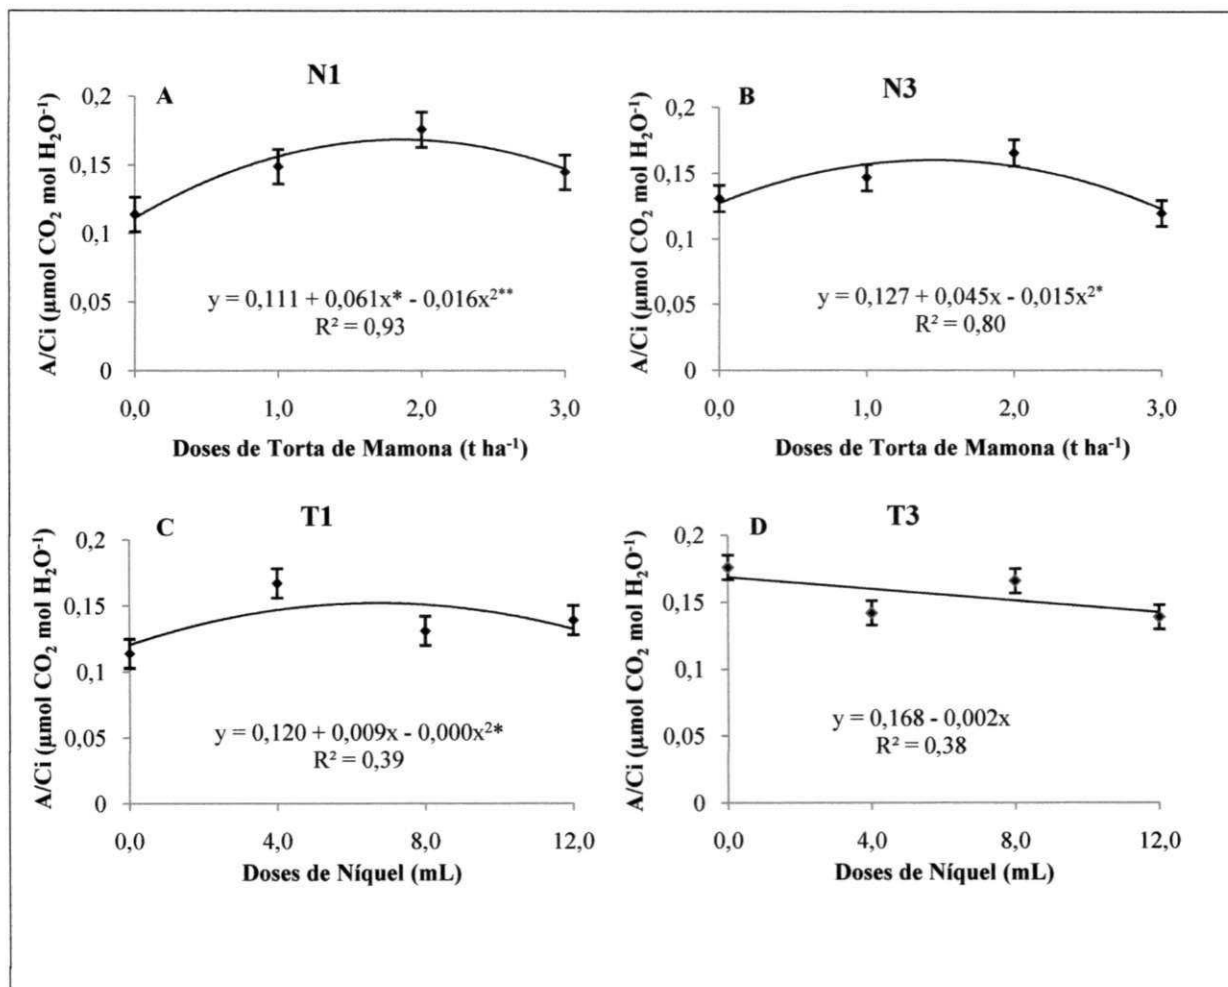 N1
A
A/Ci (µmol CO₂ mol H₂O⁻¹)
0,2
0,15
0,1
0,05
0
y = 0,111 + 0,061x* - 0,016x²**
R² = 0,93
0,0 1,0 2,0 3,0
Doses de Torta de Mamona (t ha⁻¹)
N3
B
A/Ci (µmol CO₂ mol H₂O⁻¹)
0,2
0,15
0,1
0,05
0
y = 0,127 + 0,045x - 0,015x²*
R² = 0,80
0,0 1,0 2,0 3,0
Doses de Torta de Mamona (t ha⁻¹)
T1
C
A/Ci (µmol CO₂ mol H₂O⁻¹)
0,2
0,15
0,1
0,05
0
y = 0,120 + 0,009x - 0,000x²*
R² = 0,39
0,0 4,0 8,0 12,0
Doses de Níquel (mL)
T3
D
A/Ci (µmol CO₂ mol H₂O⁻¹)
0,2
0,15
0,1
0,05
0
y = 0,168 - 0,002x
R² = 0,38
0,0 4,0 8,0 12,0
Doses de Níquel (mL)